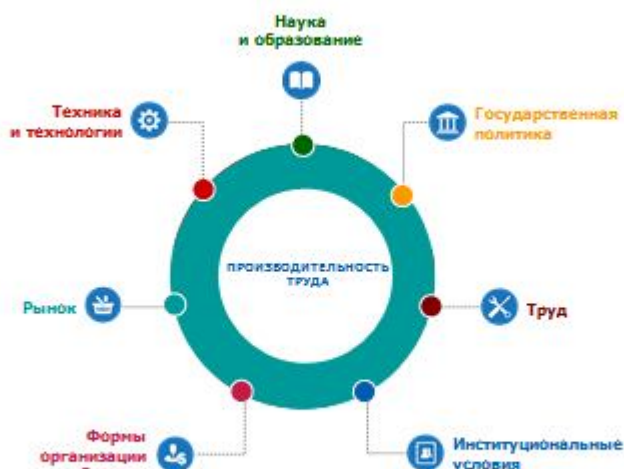 Наука
и образование
Государственная
политика
Техника
и технологии
ПРОИЗВОДИТЕЛЬНОСТЬ
ТРУДА
Рынок
Труд
Формы
организации
Институциональные
условия